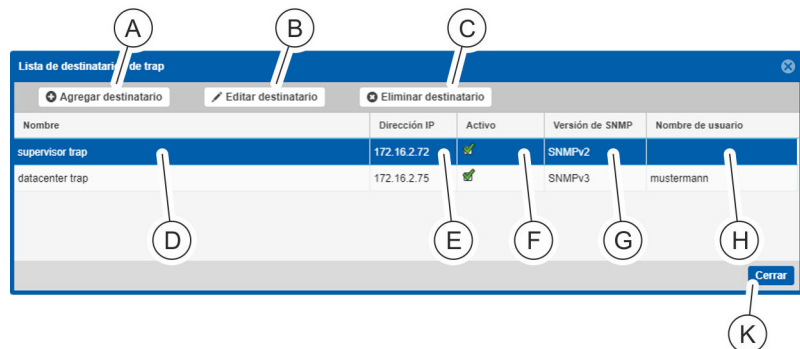 A B C
Lista de destinatarios de trap
Agregar destinatario Editar destinatario Eliminar destinatario
Nombre Dirección IP Activo Versión de SNMP Nombre de usuario
supervisor trap 172.16.2.72 SNMPv2
datacenter trap 172.16.2.75 SNMPv3 mustermann
D E F G H
Cerrar
K